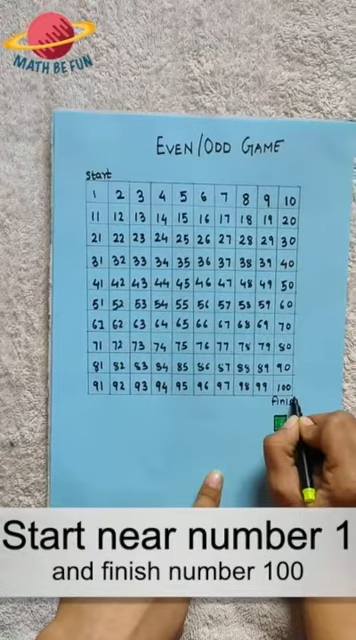 MATH BE FUN
EVEN/ODD GAME
Start
1 2 3 4 5 6 7 8 9 10
11 12 13 14 15 16 17 18 19 20
21 22 23 24 25 26 27 28 29 30
31 32 33 34 35 36 37 38 39 40
41 42 43 44 45 46 47 48 49 50
51 52 53 54 55 56 57 58 59 60
61 62 63 64 65 66 67 68 69 70
71 72 73 74 75 76 77 78 79 80
81 82 83 84 85 86 87 88 89 90
91 92 93 94 95 96 97 98 99 100
Start near number 1
and finish number 100